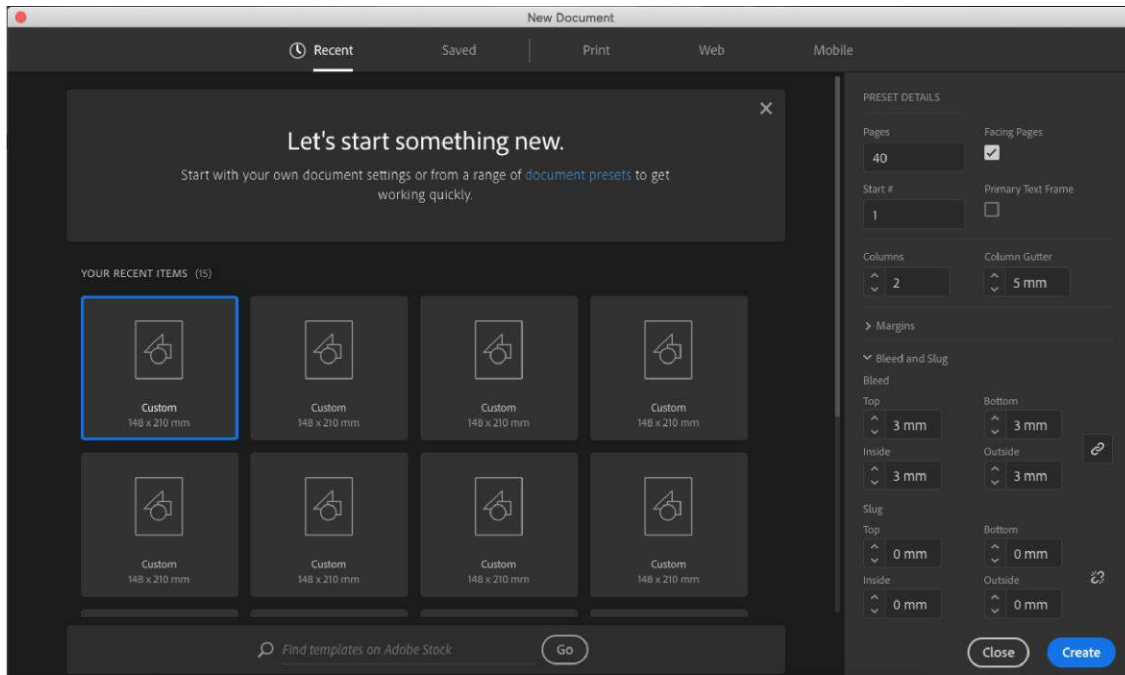 New Document
Recent Saved Print Web Mobile
Let's start something new.
Start with your own document settings or from a range of document presets to get
working quickly.
YOUR RECENT ITEMS (15)
Custom Custom Custom Custom
148 x 210 mm 148 x 210 mm 148 x 210 mm 148 x 210 mm
Custom Custom Custom Custom
148 x 210 mm 148 x 210 mm 148 x 210 mm 148 x 210 mm
Find templates on Adobe Stock Go
PRESET DETAILS
Pages Facing Pages
40
Start # Primary Text Frame
1
Columns Column Gutter
2 5 mm
Margins
Bleed and Slug
Bleed
Top Bottom
3 mm 3 mm
Inside Outside
3 mm 3 mm
Slug
Top Bottom
0 mm 0 mm
Inside Outside
0 mm 0 mm
Close Create